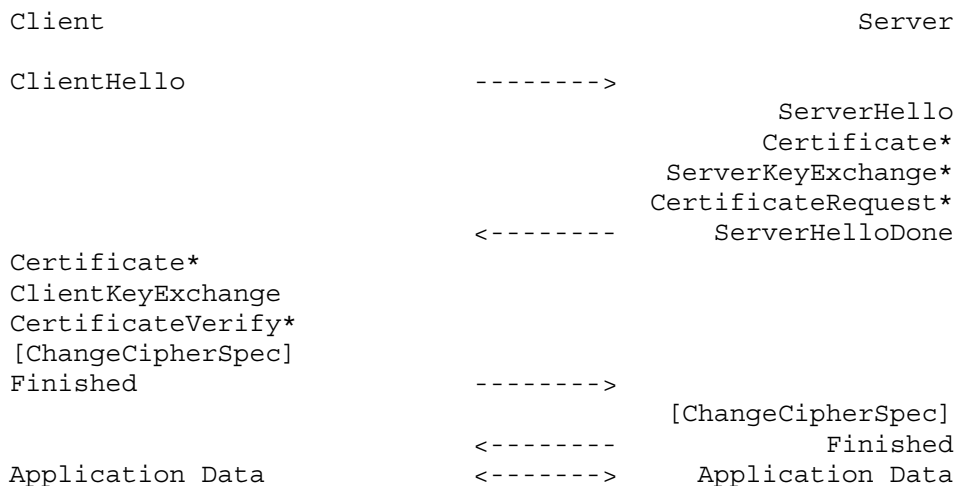 Client Server
ClientHello -------->
ServerHello
Certificate*
ServerKeyExchange*
CertificateRequest*
<-------- ServerHelloDone
Certificate*
ClientKeyExchange
CertificateVerify*
[ChangeCipherSpec]
Finished -------->
[ChangeCipherSpec]
<-------- Finished
Application Data <-------> Application Data